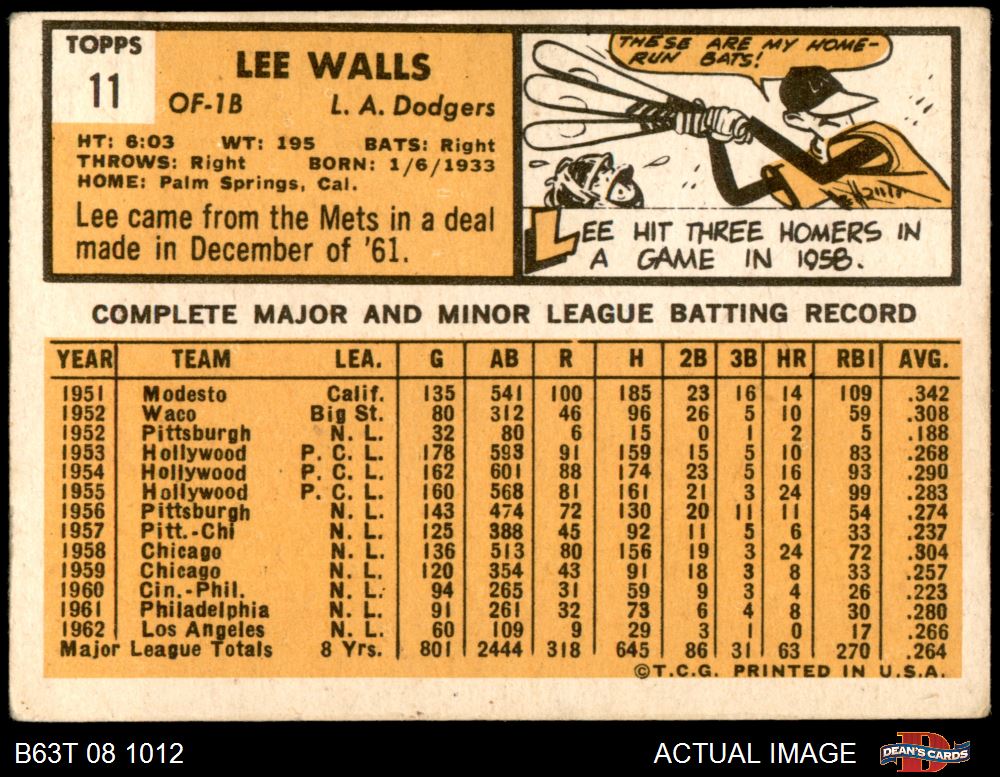 TOPPS
11
LEE WALLS
OF-1B L. A. Dodgers
HT: 6:03 WT: 195 BATS: Right
THROWS: Right BORN: 1/6/1933
HOME: Palm Springs, Cal.
Lee came from the Mets in a deal
made in December of '61.
THESE ARE MY HOME-
RUN BATS!
LEE HIT THREE HOMERS IN
A GAME IN 1958.
COMPLETE MAJOR AND MINOR LEAGUE BATTING RECORD
YEAR TEAM LEA. G AB R H 2B 3B HR RBI AVG.
1951 Modesto Calif. 135 541 100 185 23 16 14 109 .342
1952 Waco Big St. 80 312 46 96 26 5 10 59 .308
1952 Pittsburgh N. L. 32 80 6 15 0 1 2 5 .188
1953 Hollywood P. C. L. 178 593 91 159 15 5 10 83 .268
1954 Hollywood P. C. L. 162 601 88 174 23 5 16 93 .290
1955 Hollywood P. C. L. 160 568 81 161 21 3 24 99 .283
1956 Pittsburgh N. L. 143 474 72 130 20 11 11 54 .274
1957 Pitt.-Chi N. L. 125 388 45 92 11 5 6 33 .237
1958 Chicago N. L. 136 513 80 156 19 3 24 72 .304
1959 Chicago N. L. 120 354 43 91 18 3 8 33 .257
1960 Cin.-Phil. N. L. 94 265 31 59 9 3 4 26 .223
1961 Philadelphia N. L. 91 261 32 73 6 4 8 30 .280
1962 Los Angeles N. L. 60 109 9 29 3 1 0 17 .266
Major League Totals 8 Yrs. 801 2444 318 645 86 31 63 270 .264
©T.C.G. PRINTED IN U.S.A.
B63T 08 1012 ACTUAL IMAGE DEAN'S CARDS